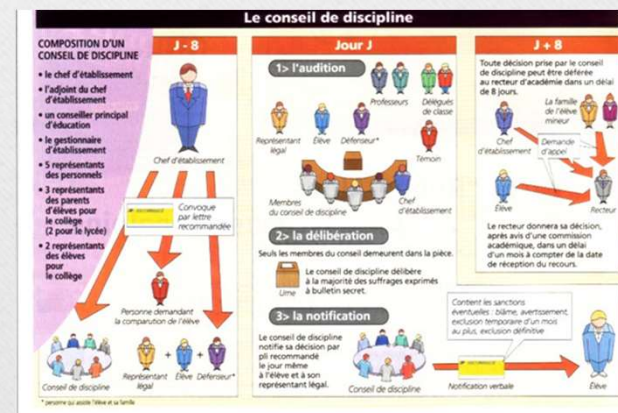 Le conseil de discipline
COMPOSITION D'UN
CONSEIL DE DISCIPLINE
• le chef d'établissement
• l'adjoint du chef
d'établissement
• un conseiller principal
d'éducation
• le gestionnaire
d'établissement
• 5 représentants
des personnels
• 3 représentants
des parents
d'élèves pour
le collège
(2 pour le lycée)
• 2 représentants
des élèves
pour
le collège
J - 8
Chef d'établissement
RECOMMANDÉ
Convoque
par lettre
recommandée
Personne demandant
la comparution de l'élève
Conseil de discipline
Représentant
légal
+
Élève
+
Défenseur*
* personne qui assiste l'élève et sa famille
Jour J
1> l'audition
Professeurs
Délégués
de classe
Représentant
légal
Élève
Défenseur*
Témoin
Membres
du conseil de discipline
Chef
d'établissement
2> la délibération
Seuls les membres du conseil demeurent dans la pièce.
Urne
Le conseil de discipline délibère
à la majorité des suffrages exprimés
à bulletin secret.
3> la notification
Le conseil de discipline
notifie sa décision par
pli recommandé
le jour même
à l'élève et à son
représentant légal.
Conseil de discipline
RECOMMANDÉ
Notification verbale
Contient les sanctions
éventuelles : blâme, avertissement,
exclusion temporaire d'un mois
au plus, exclusion définitive
Élève
J + 8
Toute décision prise par le conseil
de discipline peut être déférée
au recteur d'académie dans un délai
de 8 jours.
La famille
de l'élève
mineur
Chef
d'établissement
Demande
d'appel
Élève
Recteur
Le recteur donnera sa décision,
après avis d'une commission
académique, dans un délai
d'un mois à compter de la date
de réception du recours.